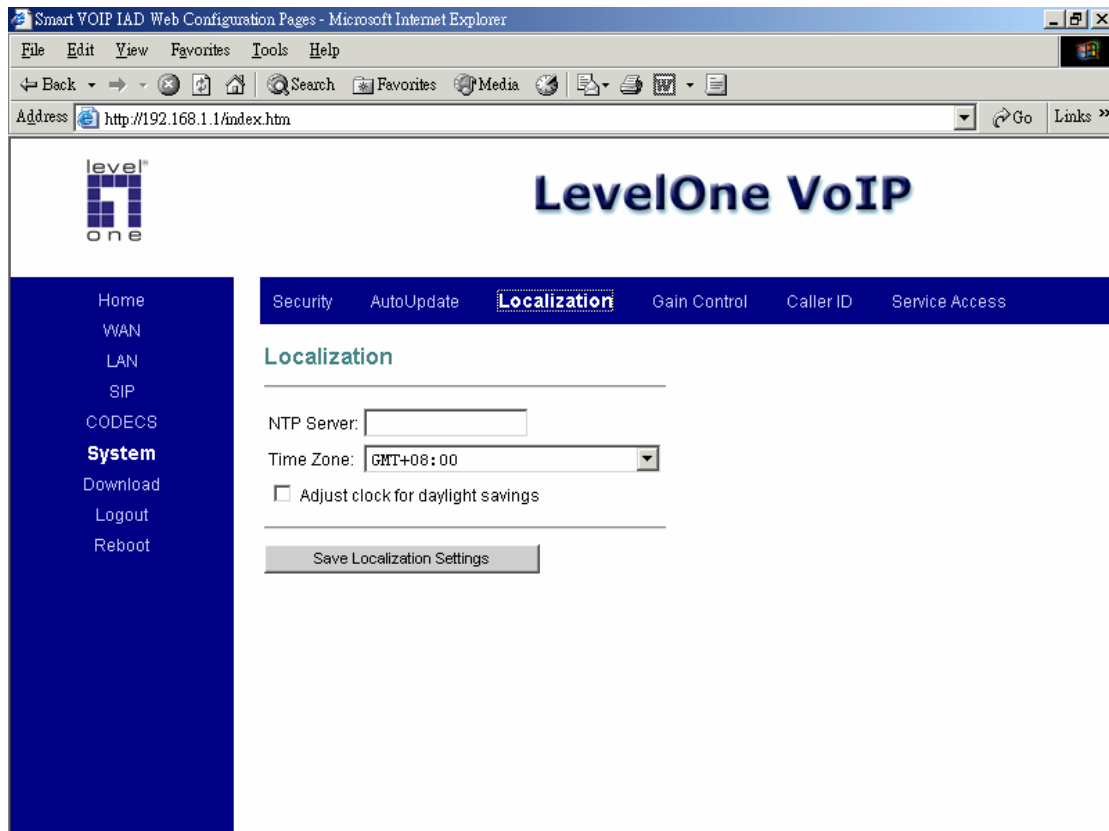 Smart VOIP IAD Web Configuration Pages - Microsoft Internet Explorer
File Edit View Favorites Tools Help
Back Search Favorites Media
Address http://192.168.1.1/index.htm Go Links »
level one
LevelOne VoIP
Home
WAN
LAN
SIP
CODECS
System
Download
Logout
Reboot
Security AutoUpdate Localization Gain Control Caller ID Service Access
Localization
NTP Server:
Time Zone: GMT+08:00
Adjust clock for daylight savings
Save Localization Settings